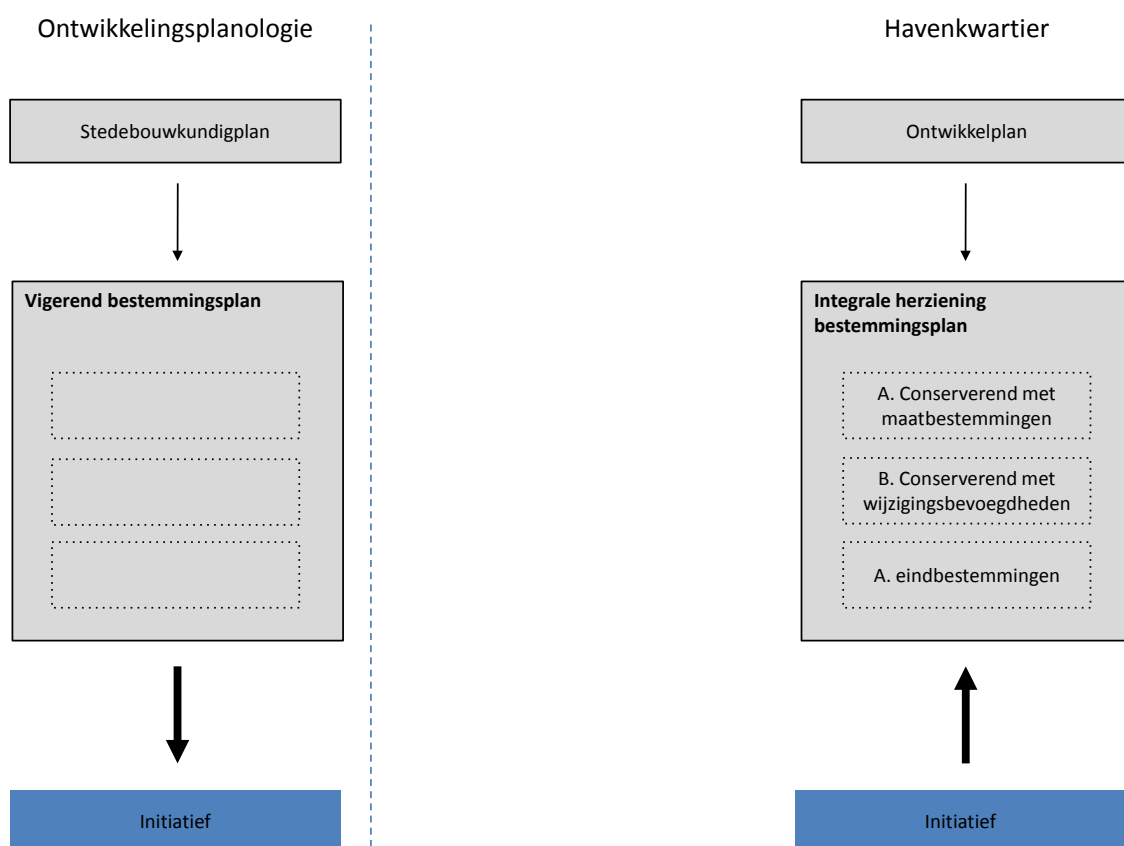 Ontwikkelingsplanologie
Stedebouwkundigplan
Vigerend bestemmingsplan
Initiatief
Havenkwartier
Ontwikkelplan
Integrale herziening
bestemmingsplan
A. Conserverend met
maatbestemmingen
B. Conserverend met
wijzigingsbevoegdheden
A. eindbestemmingen
Initiatief